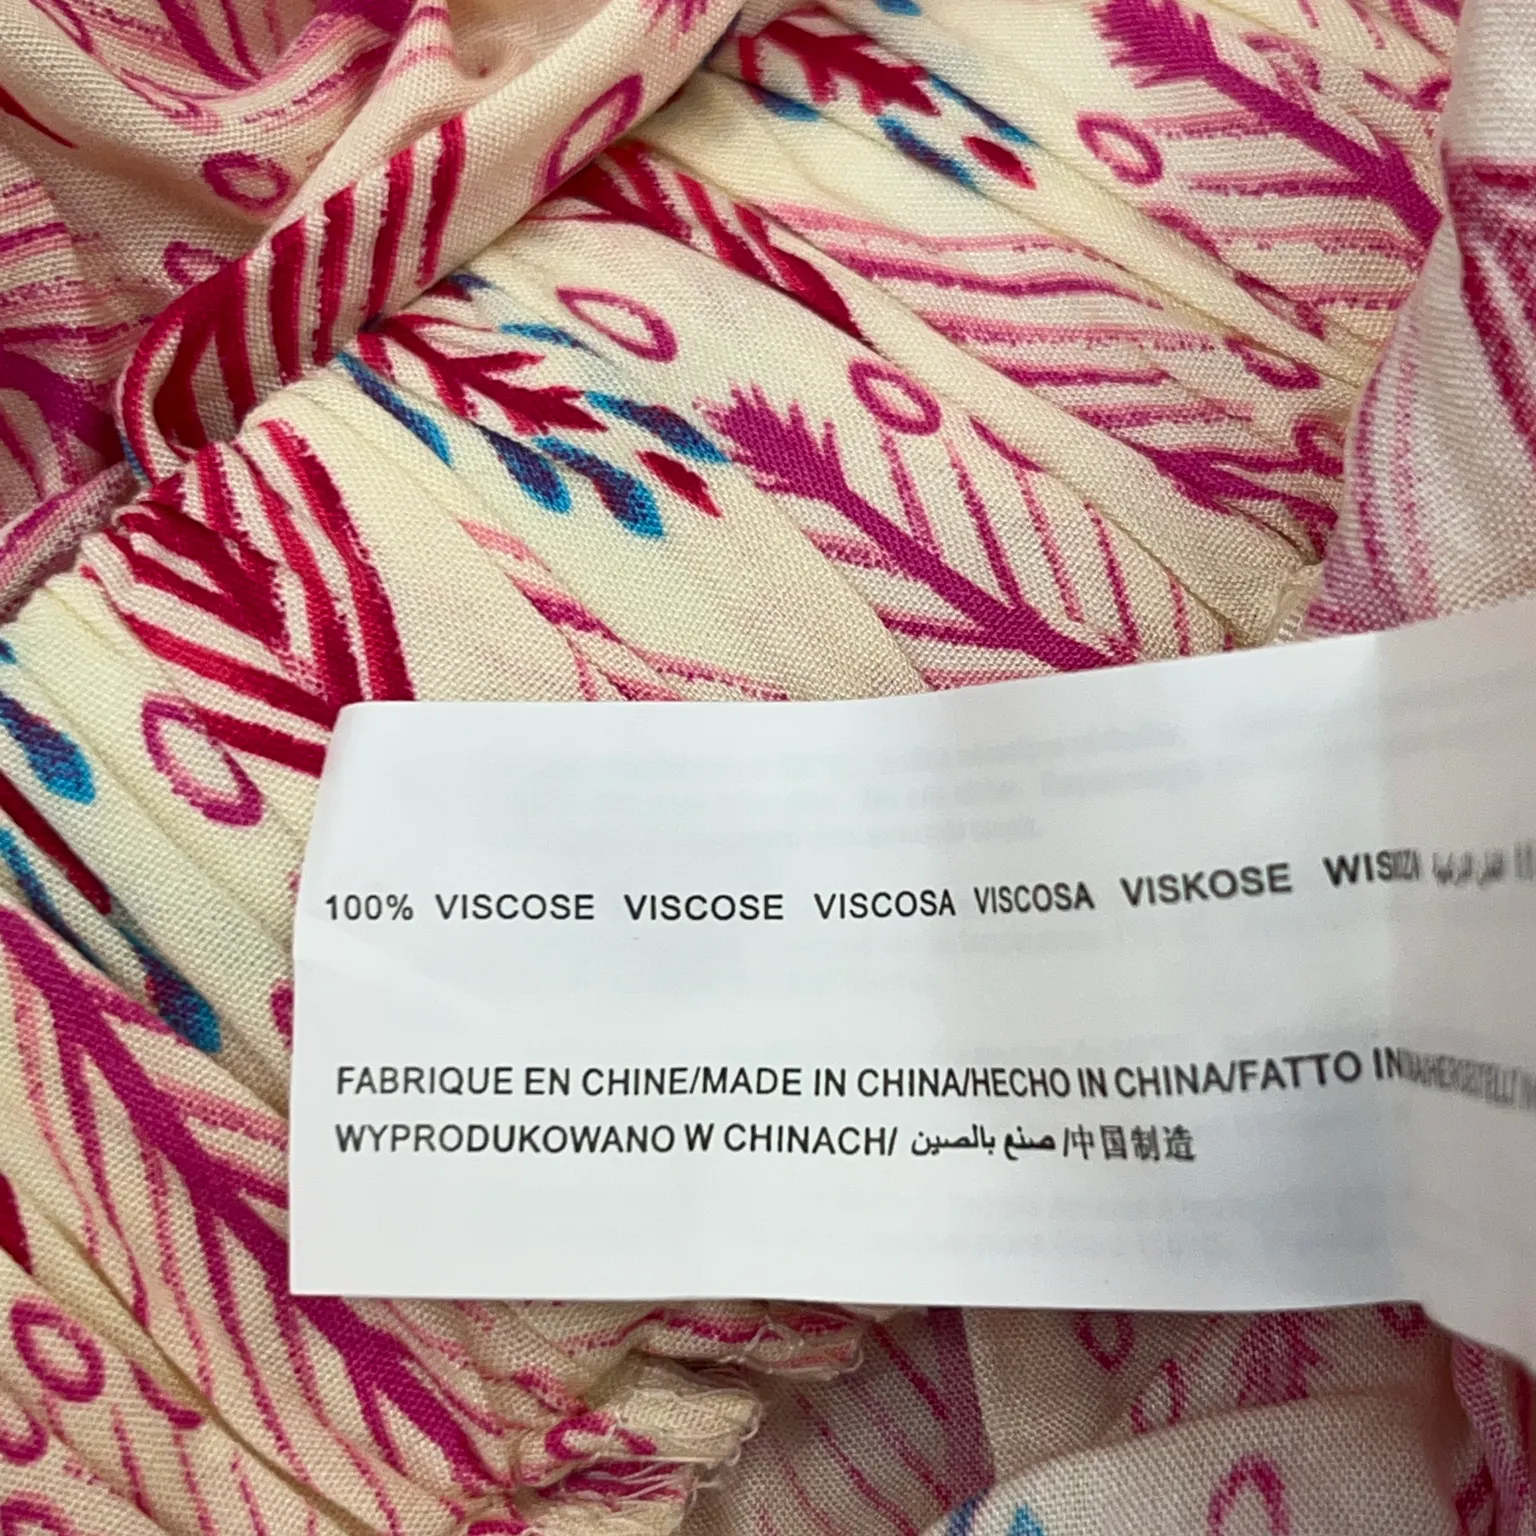 100% VISCOSE VISCOSE VISCOSA VISCOSA VISKOSE
FABRIQUE EN CHINE/MADE IN CHINA/HECHO IN CHINA/FATTO IN
WYPRODUKOWANO W CHINACH/ صنع بالصين /中国制造